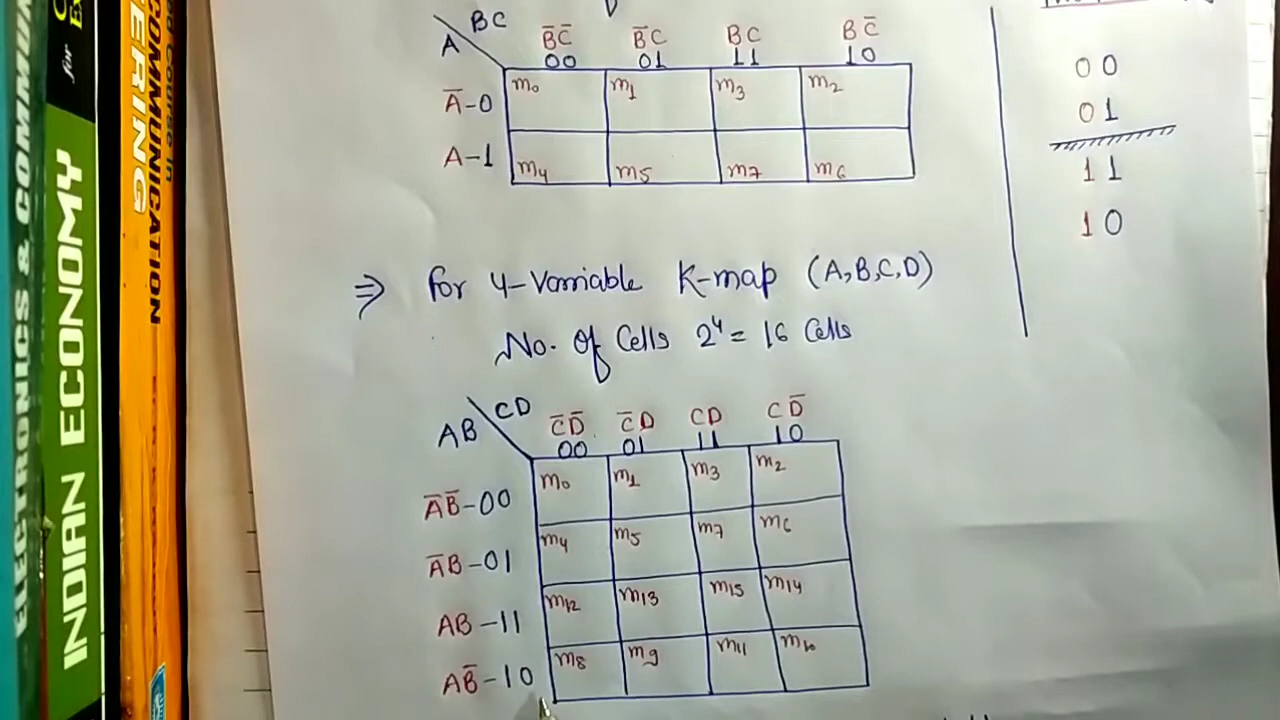 BC
A
B̅C̅ B̅C BC BC̅
00 01 11 10
A̅-0 m₀ m₁ m₃ m₂
A-1 m₄ m₅ m₇ m₆
00
01
11
10
⇒ for 4-Variable K-map (A,B,C,D)
No. Of Cells 2⁴ = 16 Cells
CD
AB
C̅D̅ C̅D CD CD̅
00 01 11 10
A̅B̅-00 m₀ m₁ m₃ m₂
A̅B-01 m₄ m₅ m₇ m₆
AB-11 m₁₂ m₁₃ m₁₅ m₁₄
AB̅-10 m₈ m₉ m₁₁ m₁₀
ELECTRONICS & COMMUN
INDIAN ECONOMY
for
COMMUNICATION
ERING